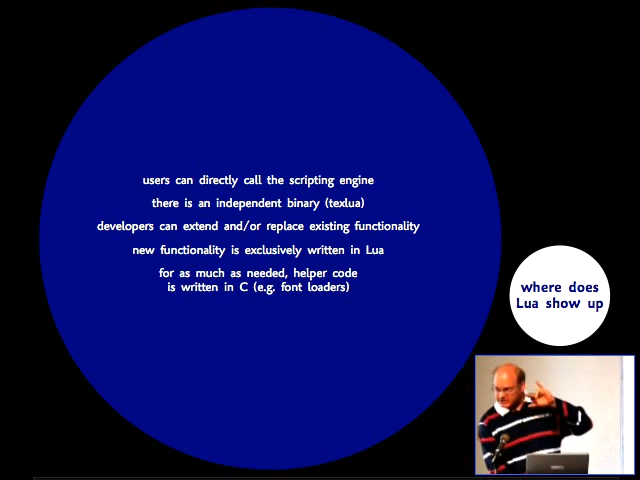 users can directly call the scripting engine
there is an independent binary (texlua)
developers can extend and/or replace existing functionality
new functionality is exclusively written in Lua
for as much as needed, helper code
is written in C (e.g. font loaders)
where does
Lua show up